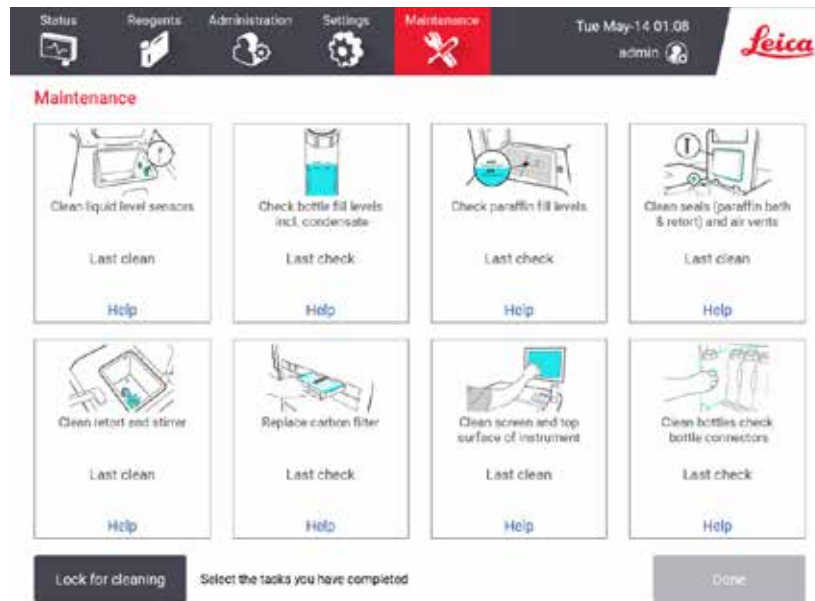 Status Reagents Administration Settings Maintenance
Tue May-14 01:08
admin
Leica
Maintenance
Clean liquid level sensors
Check bottle fill levels
incl. condensate
Check paraffin fill levels
Clean seals (paraffin bath
& retort) and air vents
Last clean
Last check
Last check
Last clean
Help
Help
Help
Help
Clean retort and stirrer
Replace carbon filter
Clean screen and top
surface of instrument
Clean bottles check
bottle connectors
Last clean
Last check
Last clean
Last check
Help
Help
Help
Help
Lock for cleaning
Select the tasks you have completed
Done